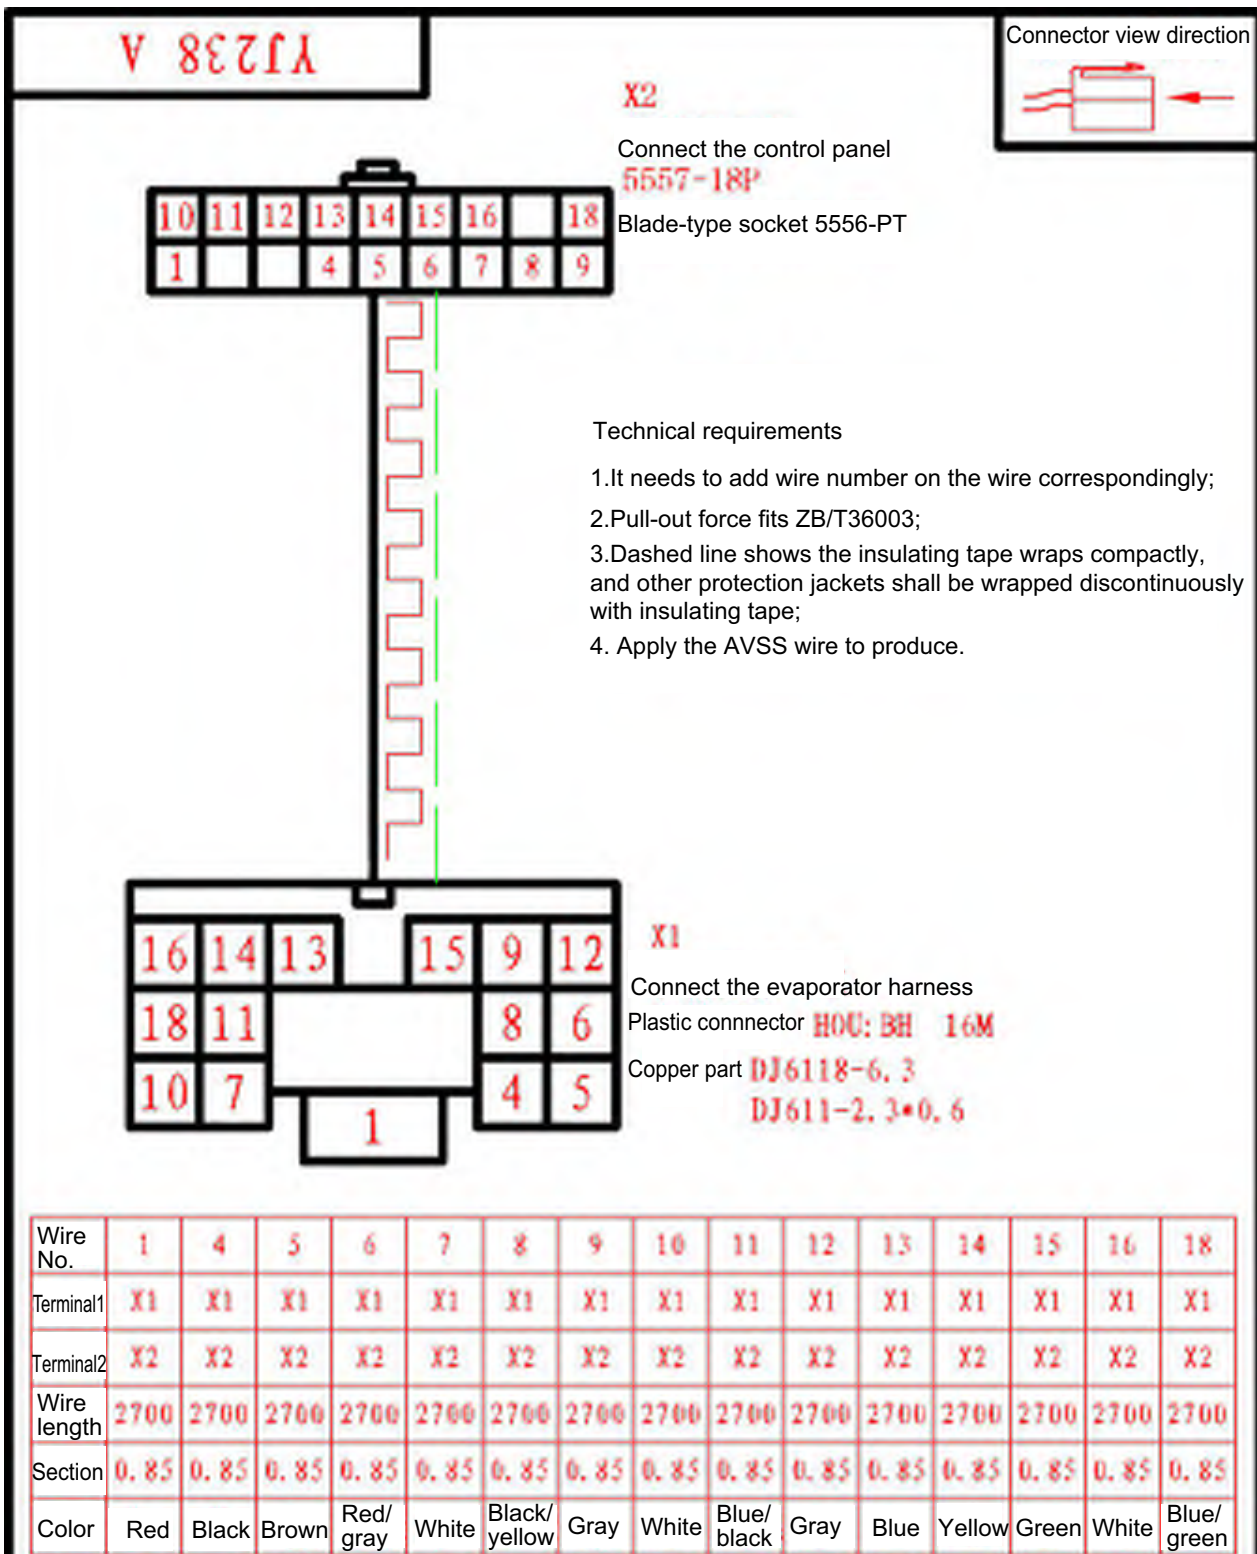 YJ238 A
Connector view direction
X2
Connect the control panel
5557-18P
Blade-type socket 5556-PT
10 11 12 13 14 15 16 18
1 4 5 6 7 8 9
Technical requirements
1.It needs to add wire number on the wire correspondingly;
2.Pull-out force fits ZB/T36003;
3.Dashed line shows the insulating tape wraps compactly,
and other protection jackets shall be wrapped discontinuously
with insulating tape;
4. Apply the AVSS wire to produce.
16 14 13 15 9 12
18 11 8 6
10 7 4 5
1
X1
Connect the evaporator harness
Plastic connnector HOU: BH 16M
Copper part DJ6118-6.3
DJ611-2.3*0.6
Wire No. 1 4 5 6 7 8 9 10 11 12 13 14 15 16 18
Terminal1 X1 X1 X1 X1 X1 X1 X1 X1 X1 X1 X1 X1 X1 X1 X1
Terminal2 X2 X2 X2 X2 X2 X2 X2 X2 X2 X2 X2 X2 X2 X2 X2
Wire length 2700 2700 2700 2700 2700 2700 2700 2700 2700 2700 2700 2700 2700 2700 2700
Section 0.85 0.85 0.85 0.85 0.85 0.85 0.85 0.85 0.85 0.85 0.85 0.85 0.85 0.85 0.85
Color Red Black Brown Red/gray White Black/yellow Gray White Blue/black Gray Blue Yellow Green White Blue/green